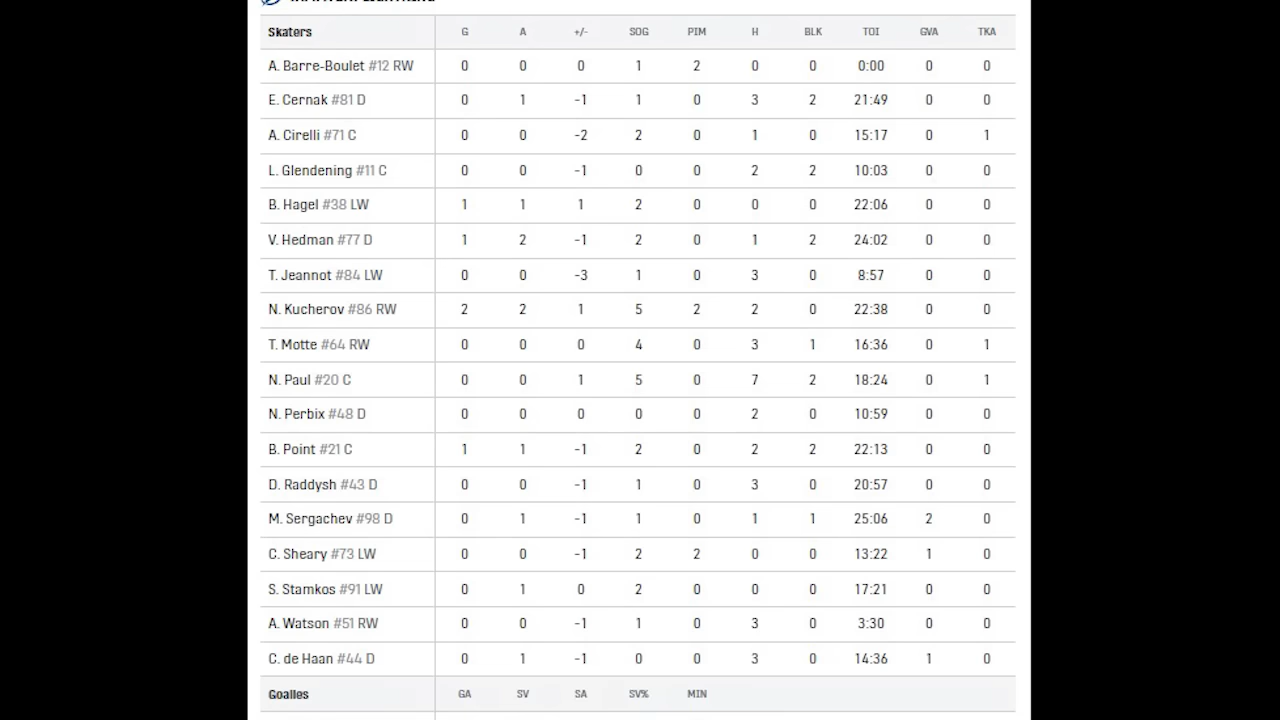 Skaters G A +/- SOG PIM H BLK TOI GVA TKA
A. Barre-Boulet #12 RW 0 0 0 1 2 0 0 0:00 0 0
E. Cernak #81 D 0 1 -1 1 0 3 2 21:49 0 0
A. Cirelli #71 C 0 0 -2 2 0 1 0 15:17 0 1
L. Glendening #11 C 0 0 -1 0 0 2 2 10:03 0 0
B. Hagel #38 LW 1 1 1 2 0 0 0 22:06 0 0
V. Hedman #77 D 1 2 -1 2 0 1 2 24:02 0 0
T. Jeannot #84 LW 0 0 -3 1 0 3 0 8:57 0 0
N. Kucherov #86 RW 2 2 1 5 2 2 0 22:38 0 0
T. Motte #64 RW 0 0 0 4 0 3 1 16:36 0 1
N. Paul #20 C 0 0 1 5 0 7 2 18:24 0 1
N. Perbix #48 D 0 0 0 0 0 2 0 10:59 0 0
B. Point #21 C 1 1 -1 2 0 2 2 22:13 0 0
D. Raddysh #43 D 0 0 -1 1 0 3 0 20:57 0 0
M. Sergachev #98 D 0 1 -1 1 0 1 1 25:06 2 0
C. Sheary #73 LW 0 0 -1 2 2 0 0 13:22 1 0
S. Stamkos #91 LW 0 1 0 2 0 0 0 17:21 0 0
A. Watson #51 RW 0 0 -1 1 0 3 0 3:30 0 0
C. de Haan #44 D 0 1 -1 0 0 3 0 14:36 1 0
Goalies GA SV SA SV% MIN